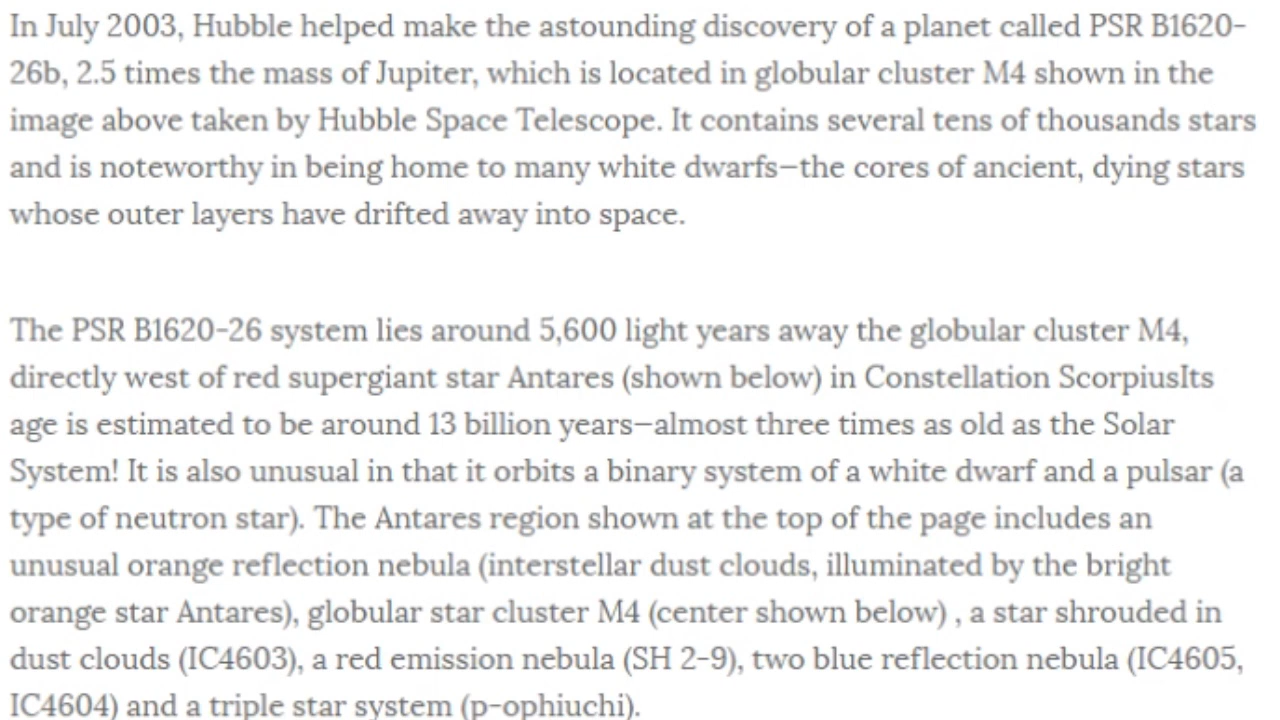 In July 2003, Hubble helped make the astounding discovery of a planet called PSR B1620-
26b, 2.5 times the mass of Jupiter, which is located in globular cluster M4 shown in the
image above taken by Hubble Space Telescope. It contains several tens of thousands stars
and is noteworthy in being home to many white dwarfs—the cores of ancient, dying stars
whose outer layers have drifted away into space.
The PSR B1620-26 system lies around 5,600 light years away the globular cluster M4,
directly west of red supergiant star Antares (shown below) in Constellation ScorpiusIts
age is estimated to be around 13 billion years—almost three times as old as the Solar
System! It is also unusual in that it orbits a binary system of a white dwarf and a pulsar (a
type of neutron star). The Antares region shown at the top of the page includes an
unusual orange reflection nebula (interstellar dust clouds, illuminated by the bright
orange star Antares), globular star cluster M4 (center shown below) , a star shrouded in
dust clouds (IC4603), a red emission nebula (SH 2-9), two blue reflection nebula (IC4605,
IC4604) and a triple star system (p-ophiuchi).